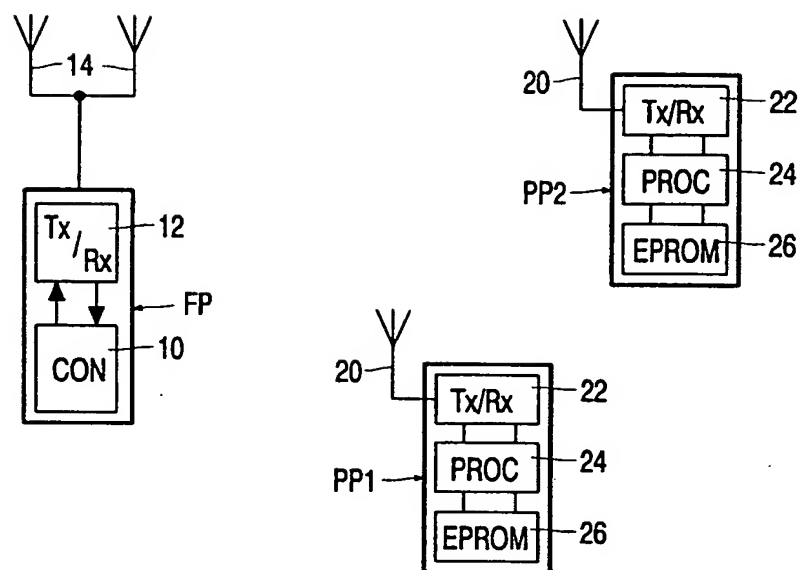 14
Tx
/
Rx
12
FP
CON
10
20
Tx/Rx
22
PP2
PROC
24
EPROM
26
20
Tx/Rx
22
PP1
PROC
24
EPROM
26